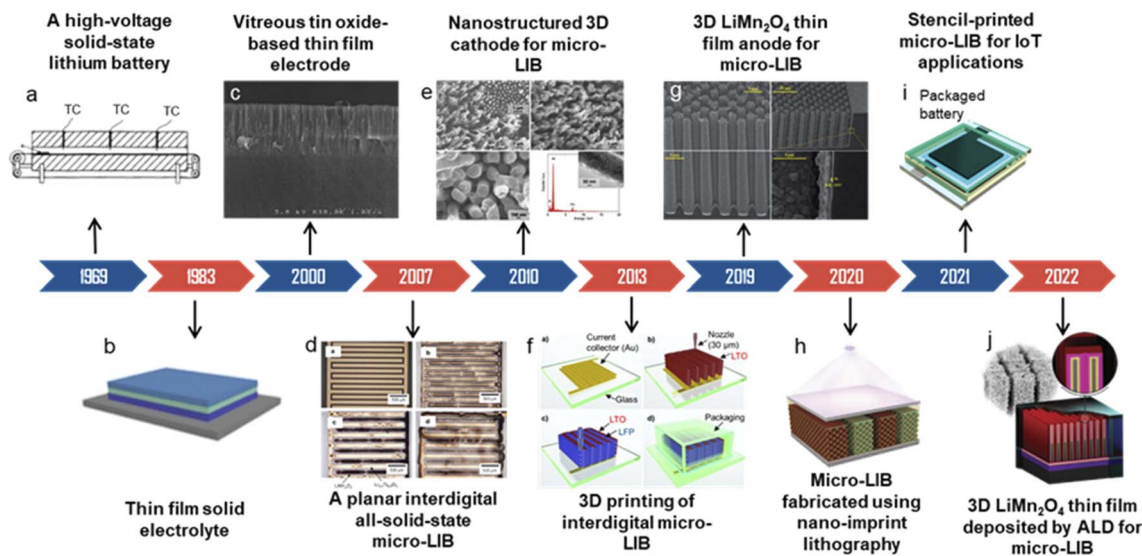 A high-voltage
solid-state
lithium battery
Vitreous tin oxide-
based thin film
electrode
Nanostructured 3D
cathode for micro-
LIB
3D LiMn₂O₄ thin
film anode for
micro-LIB
Stencil-printed
micro-LIB for IoT
applications
a
TC
TC
TC
c
e
g
i
Packaged
battery
1969
1983
2000
2007
2010
2013
2019
2020
2021
2022
b
d
a
b
c
d
f
a)
Current
collector (Au)
Glass
b)
Nozzle
(30 µm)
LTO
c)
LTO
LFP
d)
Packaging
h
j
Thin film solid
electrolyte
A planar interdigital
all-solid-state
micro-LIB
3D printing of
interdigital micro-
LIB
Micro-LIB
fabricated using
nano-imprint
lithography
3D LiMn₂O₄ thin film
deposited by ALD for
micro-LIB